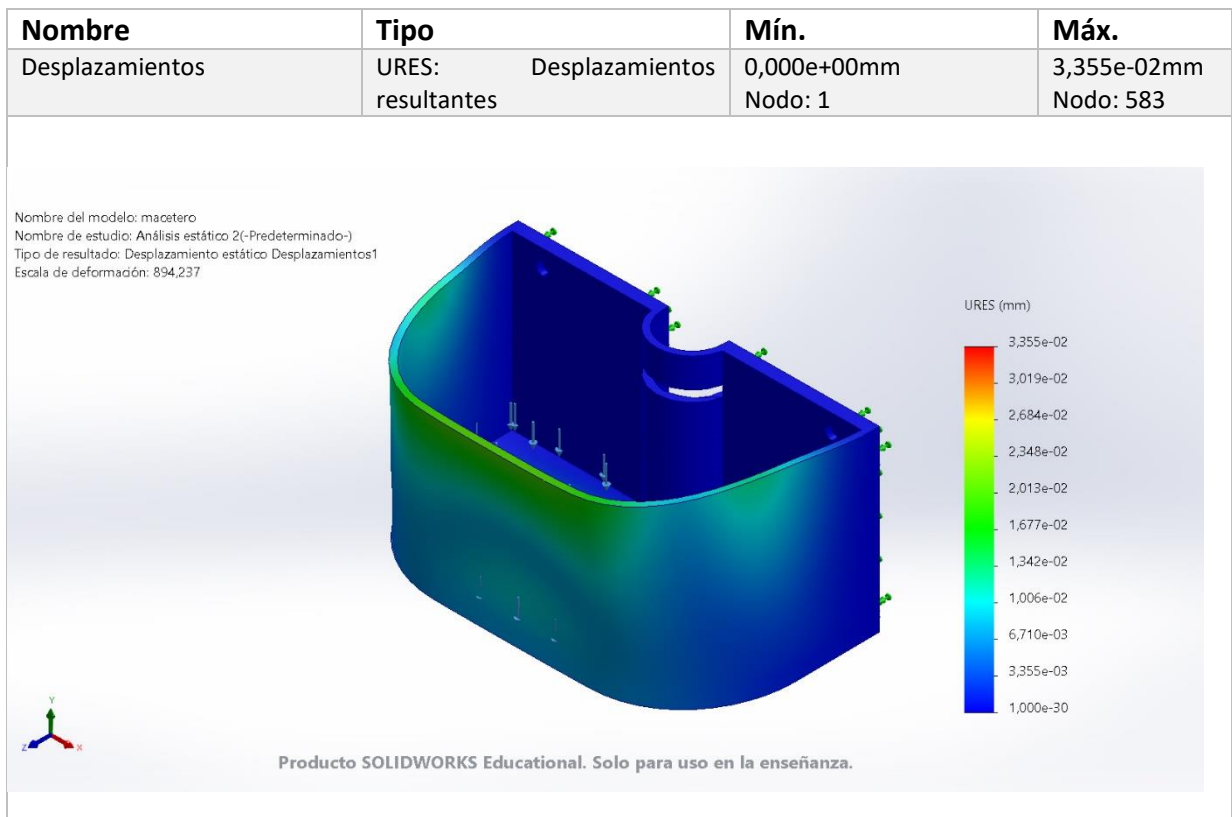 Nombre Tipo Mín. Máx.
Desplazamientos URES: Desplazamientos 0,000e+00mm 3,355e-02mm
resultantes Nodo: 1 Nodo: 583
Nombre del modelo: macetero
Nombre de estudio: Análisis estático 2(-Predeterminado-)
Tipo de resultado: Desplazamiento estático Desplazamientos1
Escala de deformación: 894,237
URES (mm)
3,355e-02
3,019e-02
2,684e-02
2,348e-02
2,013e-02
1,677e-02
1,342e-02
1,006e-02
6,710e-03
3,355e-03
1,000e-30
Y
Z X
Producto SOLIDWORKS Educational. Solo para uso en la enseñanza.